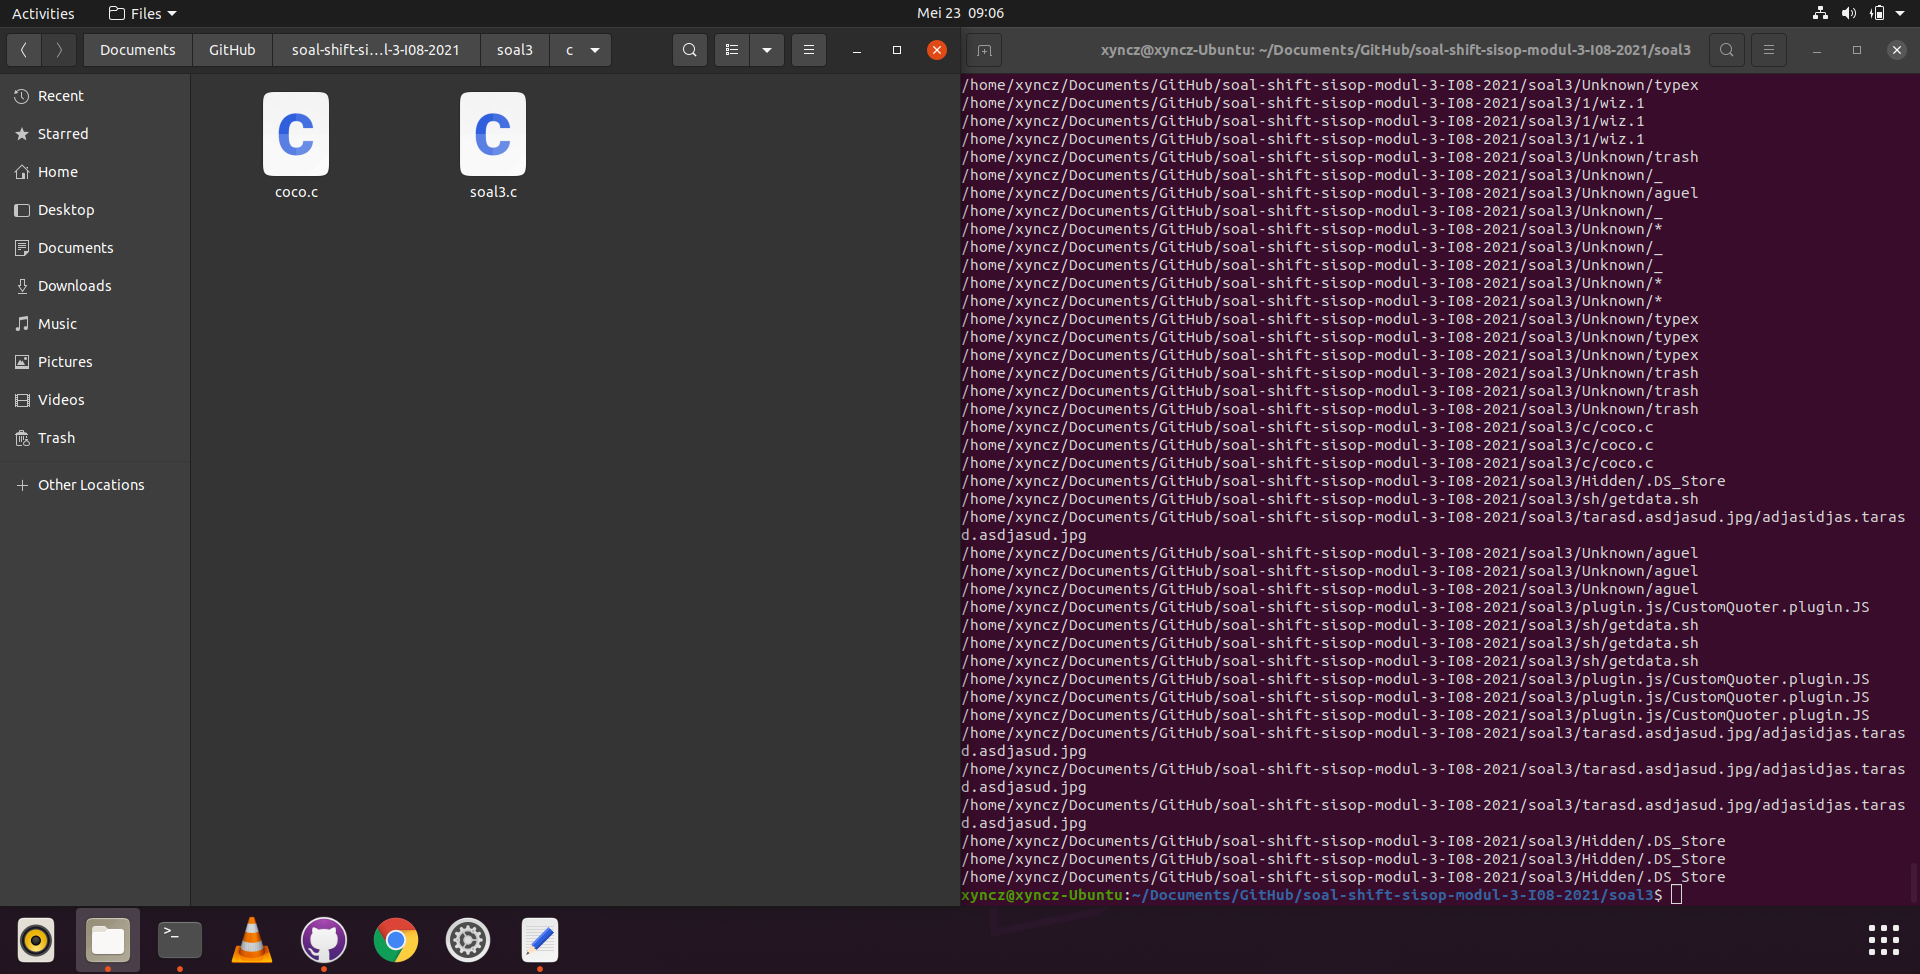 Activities Files Mei 23 09:06
Documents GitHub soal-shift-si...l-3-I08-2021 soal3 c
xyncz@xyncz-Ubuntu: ~/Documents/GitHub/soal-shift-sisop-modul-3-I08-2021/soal3
Recent
Starred
Home
Desktop
Documents
Downloads
Music
Pictures
Videos
Trash
Other Locations
coco.c
soal3.c
/home/xyncz/Documents/GitHub/soal-shift-sisop-modul-3-I08-2021/soal3/Unknown/typex
/home/xyncz/Documents/GitHub/soal-shift-sisop-modul-3-I08-2021/soal3/1/wiz.1
/home/xyncz/Documents/GitHub/soal-shift-sisop-modul-3-I08-2021/soal3/1/wiz.1
/home/xyncz/Documents/GitHub/soal-shift-sisop-modul-3-I08-2021/soal3/1/wiz.1
/home/xyncz/Documents/GitHub/soal-shift-sisop-modul-3-I08-2021/soal3/Unknown/trash
/home/xyncz/Documents/GitHub/soal-shift-sisop-modul-3-I08-2021/soal3/Unknown/_
/home/xyncz/Documents/GitHub/soal-shift-sisop-modul-3-I08-2021/soal3/Unknown/aguel
/home/xyncz/Documents/GitHub/soal-shift-sisop-modul-3-I08-2021/soal3/Unknown/_
/home/xyncz/Documents/GitHub/soal-shift-sisop-modul-3-I08-2021/soal3/Unknown/*
/home/xyncz/Documents/GitHub/soal-shift-sisop-modul-3-I08-2021/soal3/Unknown/_
/home/xyncz/Documents/GitHub/soal-shift-sisop-modul-3-I08-2021/soal3/Unknown/_
/home/xyncz/Documents/GitHub/soal-shift-sisop-modul-3-I08-2021/soal3/Unknown/*
/home/xyncz/Documents/GitHub/soal-shift-sisop-modul-3-I08-2021/soal3/Unknown/*
/home/xyncz/Documents/GitHub/soal-shift-sisop-modul-3-I08-2021/soal3/Unknown/typex
/home/xyncz/Documents/GitHub/soal-shift-sisop-modul-3-I08-2021/soal3/Unknown/typex
/home/xyncz/Documents/GitHub/soal-shift-sisop-modul-3-I08-2021/soal3/Unknown/typex
/home/xyncz/Documents/GitHub/soal-shift-sisop-modul-3-I08-2021/soal3/Unknown/trash
/home/xyncz/Documents/GitHub/soal-shift-sisop-modul-3-I08-2021/soal3/Unknown/trash
/home/xyncz/Documents/GitHub/soal-shift-sisop-modul-3-I08-2021/soal3/Unknown/trash
/home/xyncz/Documents/GitHub/soal-shift-sisop-modul-3-I08-2021/soal3/c/coco.c
/home/xyncz/Documents/GitHub/soal-shift-sisop-modul-3-I08-2021/soal3/c/coco.c
/home/xyncz/Documents/GitHub/soal-shift-sisop-modul-3-I08-2021/soal3/c/coco.c
/home/xyncz/Documents/GitHub/soal-shift-sisop-modul-3-I08-2021/soal3/Hidden/.DS_Store
/home/xyncz/Documents/GitHub/soal-shift-sisop-modul-3-I08-2021/soal3/sh/getdata.sh
/home/xyncz/Documents/GitHub/soal-shift-sisop-modul-3-I08-2021/soal3/tarasd.asdjasud.jpg/adjasidjas.taras
d.asdjasud.jpg
/home/xyncz/Documents/GitHub/soal-shift-sisop-modul-3-I08-2021/soal3/Unknown/aguel
/home/xyncz/Documents/GitHub/soal-shift-sisop-modul-3-I08-2021/soal3/Unknown/aguel
/home/xyncz/Documents/GitHub/soal-shift-sisop-modul-3-I08-2021/soal3/Unknown/aguel
/home/xyncz/Documents/GitHub/soal-shift-sisop-modul-3-I08-2021/soal3/plugin.js/CustomQuoter.plugin.JS
/home/xyncz/Documents/GitHub/soal-shift-sisop-modul-3-I08-2021/soal3/sh/getdata.sh
/home/xyncz/Documents/GitHub/soal-shift-sisop-modul-3-I08-2021/soal3/sh/getdata.sh
/home/xyncz/Documents/GitHub/soal-shift-sisop-modul-3-I08-2021/soal3/sh/getdata.sh
/home/xyncz/Documents/GitHub/soal-shift-sisop-modul-3-I08-2021/soal3/plugin.js/CustomQuoter.plugin.JS
/home/xyncz/Documents/GitHub/soal-shift-sisop-modul-3-I08-2021/soal3/plugin.js/CustomQuoter.plugin.JS
/home/xyncz/Documents/GitHub/soal-shift-sisop-modul-3-I08-2021/soal3/plugin.js/CustomQuoter.plugin.JS
/home/xyncz/Documents/GitHub/soal-shift-sisop-modul-3-I08-2021/soal3/tarasd.asdjasud.jpg/adjasidjas.taras
d.asdjasud.jpg
/home/xyncz/Documents/GitHub/soal-shift-sisop-modul-3-I08-2021/soal3/tarasd.asdjasud.jpg/adjasidjas.taras
d.asdjasud.jpg
/home/xyncz/Documents/GitHub/soal-shift-sisop-modul-3-I08-2021/soal3/tarasd.asdjasud.jpg/adjasidjas.taras
d.asdjasud.jpg
/home/xyncz/Documents/GitHub/soal-shift-sisop-modul-3-I08-2021/soal3/Hidden/.DS_Store
/home/xyncz/Documents/GitHub/soal-shift-sisop-modul-3-I08-2021/soal3/Hidden/.DS_Store
/home/xyncz/Documents/GitHub/soal-shift-sisop-modul-3-I08-2021/soal3/Hidden/.DS_Store
xyncz@xyncz-Ubuntu:~/Documents/GitHub/soal-shift-sisop-modul-3-I08-2021/soal3$